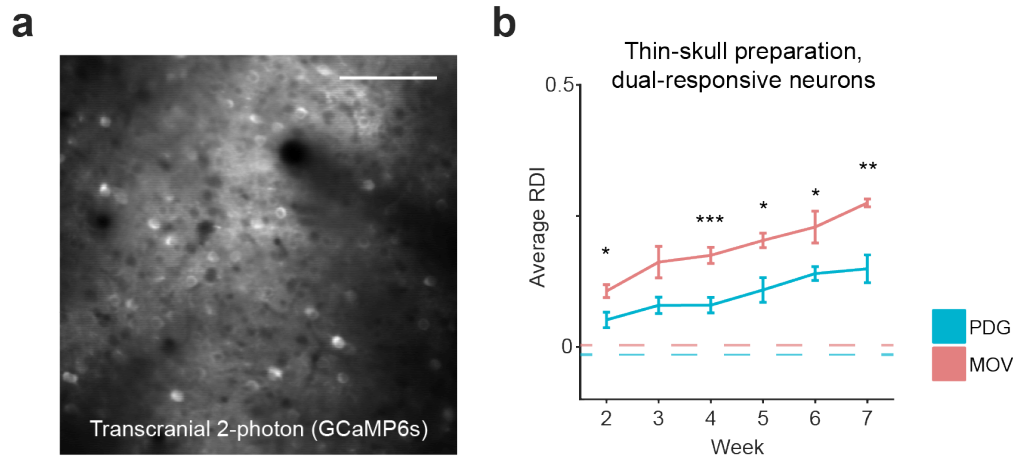 a
Transcranial 2-photon (GCaMP6s)
b
Thin-skull preparation,
dual-responsive neurons
0.5
0
Average RDI
*
***
*
*
**
2 3 4 5 6 7
Week
PDG
MOV